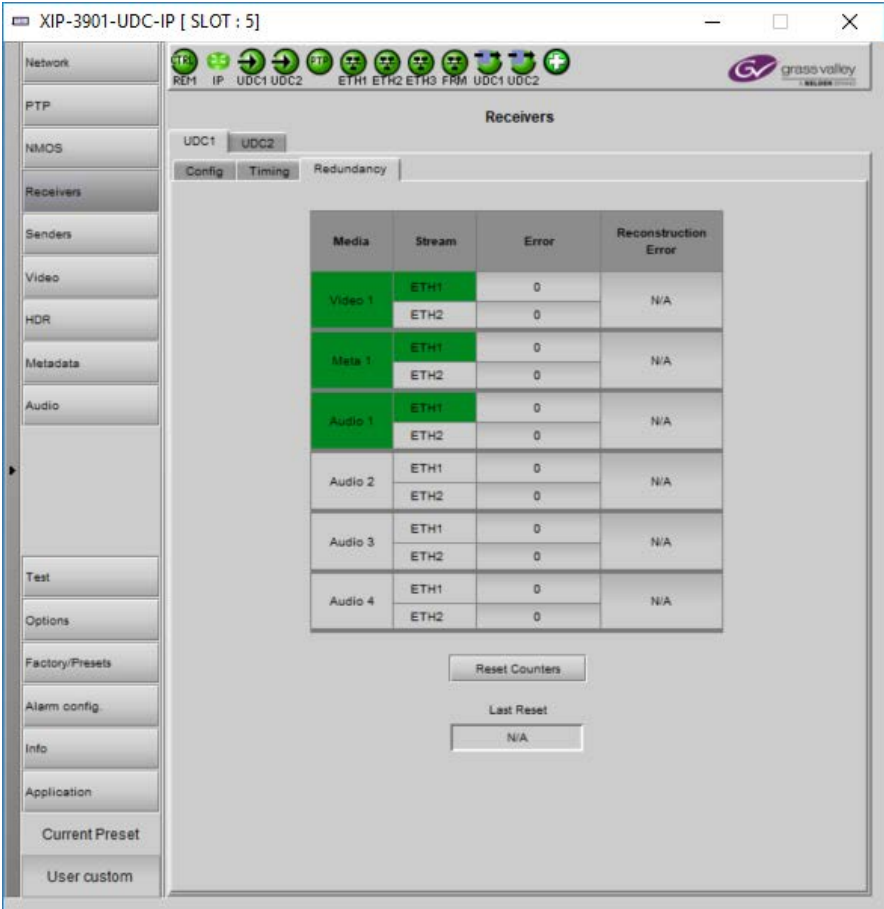 XIP-3901-UDC-IP [ SLOT : 5]
CTRL PTP
REM IP UDC1 UDC2 ETH1 ETH2 ETH3 FRM UDC1 UDC2
GV grass valley
A BELDEN BRAND
Network
PTP
NMOS
Receivers
Senders
Video
HDR
Metadata
Audio
Test
Options
Factory/Presets
Alarm config.
Info
Application
Current Preset
User custom
Receivers
UDC1 UDC2
Config Timing Redundancy
Media Stream Error Reconstruction Error
Video 1 ETH1 0 N/A
ETH2 0
Meta 1 ETH1 0 N/A
ETH2 0
Audio 1 ETH1 0 N/A
ETH2 0
Audio 2 ETH1 0 N/A
ETH2 0
Audio 3 ETH1 0 N/A
ETH2 0
Audio 4 ETH1 0 N/A
ETH2 0
Reset Counters
Last Reset
N/A